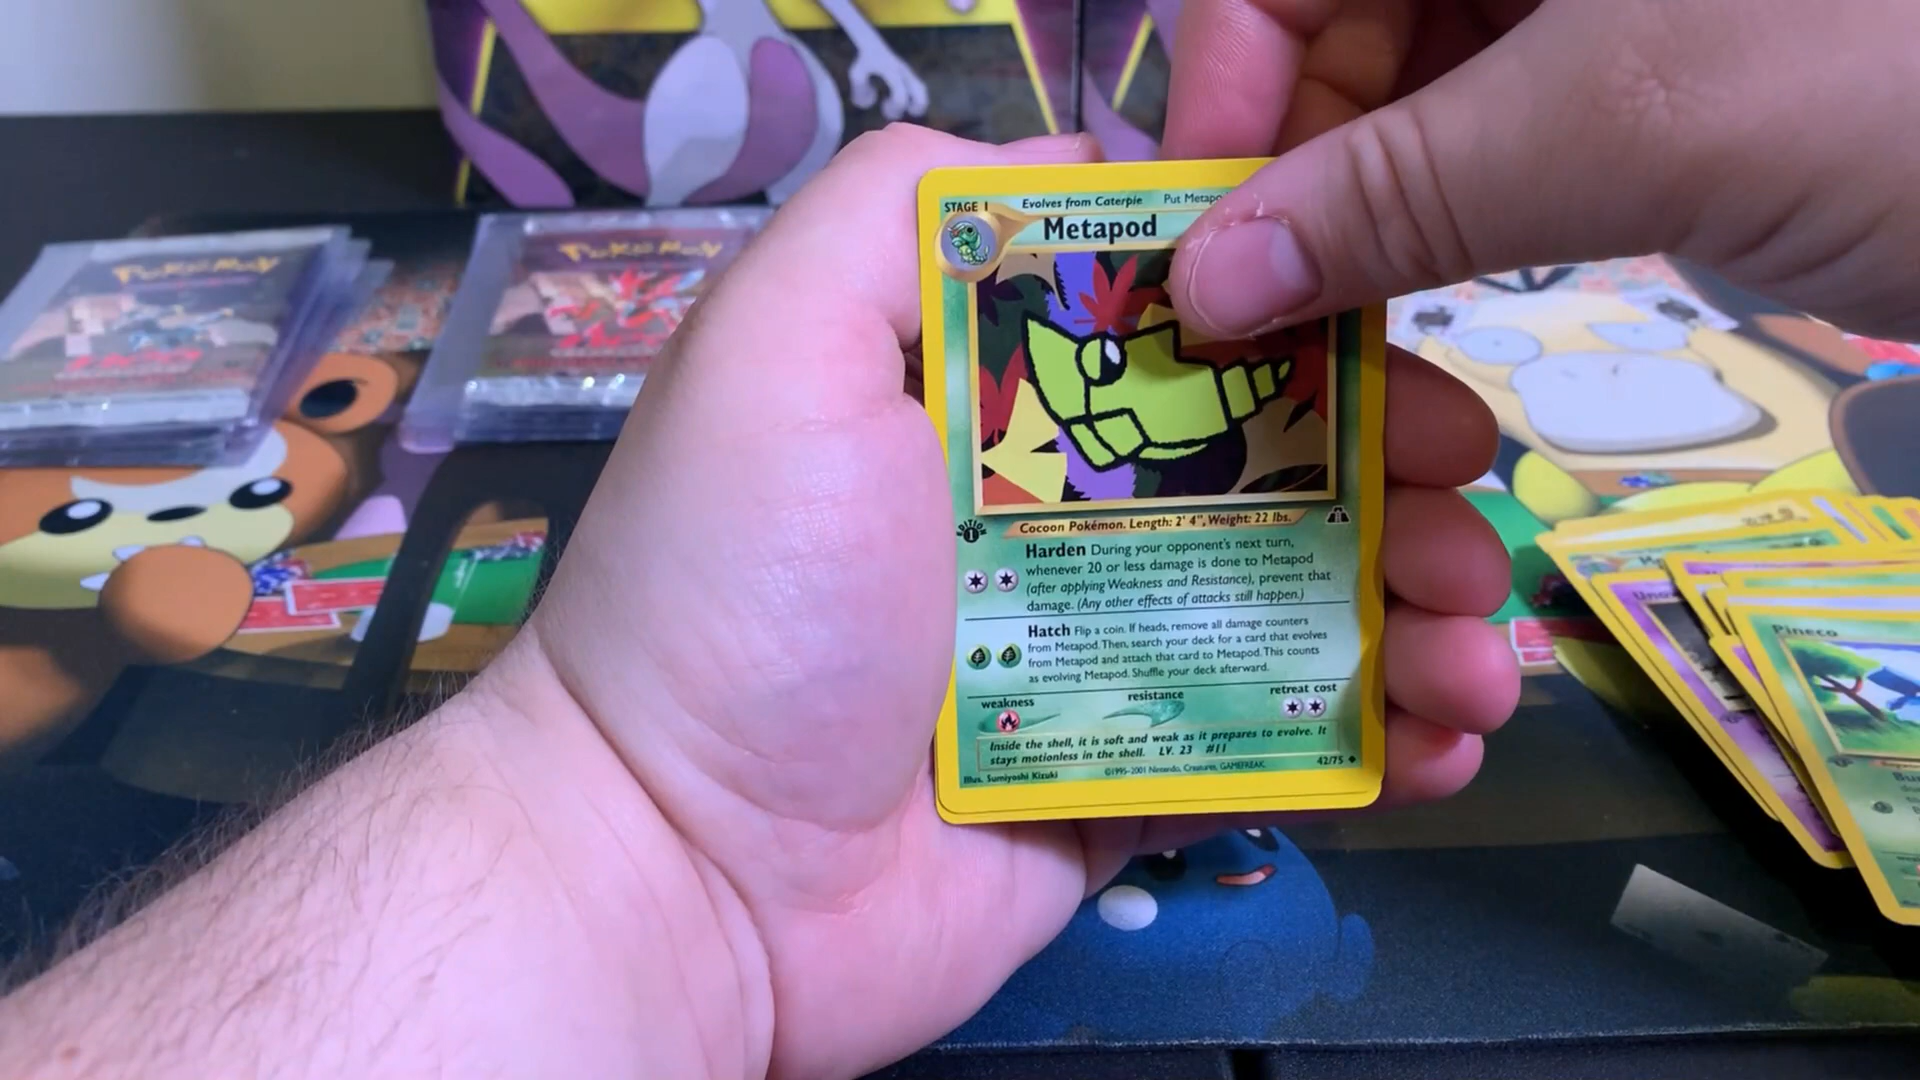 POKéMON
POKéMON
STAGE 1
Evolves from Caterpie
Put Metapo
Metapod
EDITION
1
Cocoon Pokémon. Length: 2' 4", Weight: 22 lbs.
Harden During your opponent's next turn,
whenever 20 or less damage is done to Metapod
(after applying Weakness and Resistance), prevent that
damage. (Any other effects of attacks still happen.)
Hatch Flip a coin. If heads, remove all damage counters
from Metapod. Then, search your deck for a card that evolves
from Metapod and attach that card to Metapod. This counts
as evolving Metapod. Shuffle your deck afterward.
weakness
resistance
retreat cost
Inside the shell, it is soft and weak as it prepares to evolve. It
stays motionless in the shell. LV. 23 #11
Illus. Sumiyoshi Kizuki
©1995-2001 Nintendo, Creatures, GAMEFREAK.
42/75
Unow
Pineco